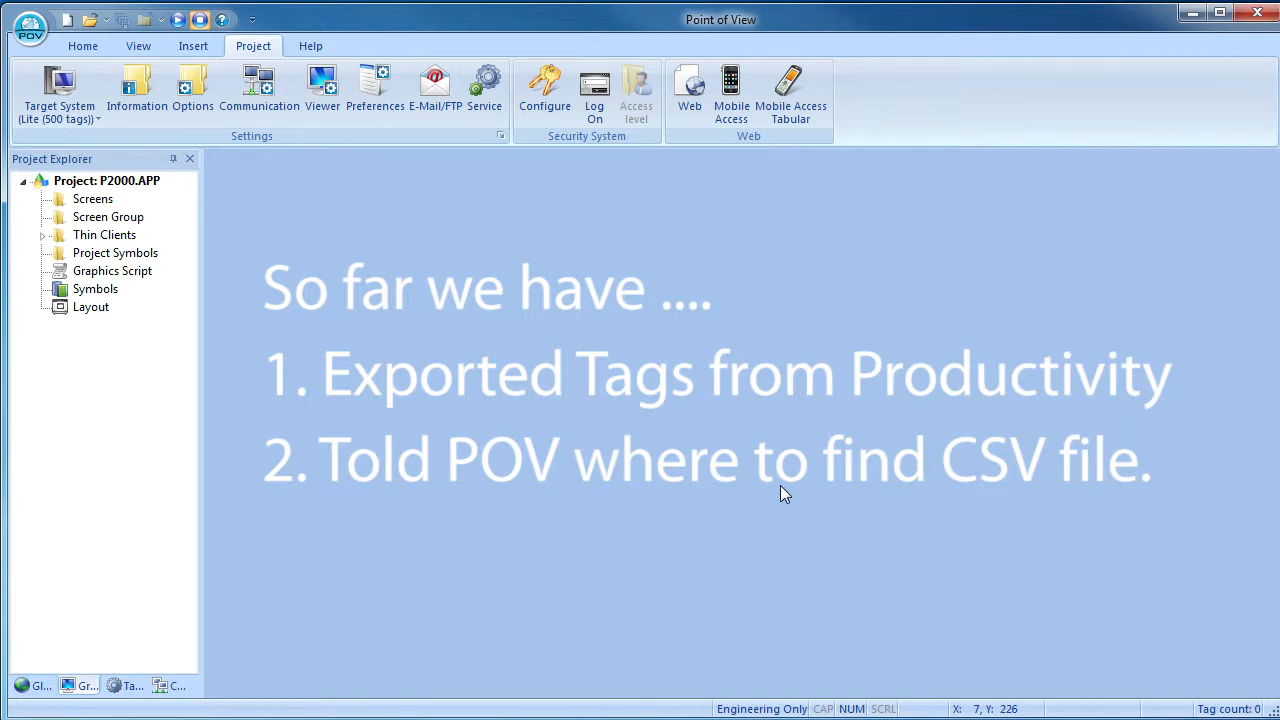 POV
Point of View
Home View Insert Project Help
Target System (Lite (500 tags))
Information
Options
Communication
Viewer
Preferences
E-Mail/FTP
Service
Settings
Configure
Log On
Access level
Security System
Web
Mobile Access
Mobile Access Tabular
Web
Project Explorer
Project: P2000.APP
Screens
Screen Group
Thin Clients
Project Symbols
Graphics Script
Symbols
Layout
So far we have ....
1. Exported Tags from Productivity
2. Told POV where to find CSV file.
Gl... Gr... Ta... C...
Engineering Only CAP NUM SCRL X: 7, Y: 226 Tag count: 0